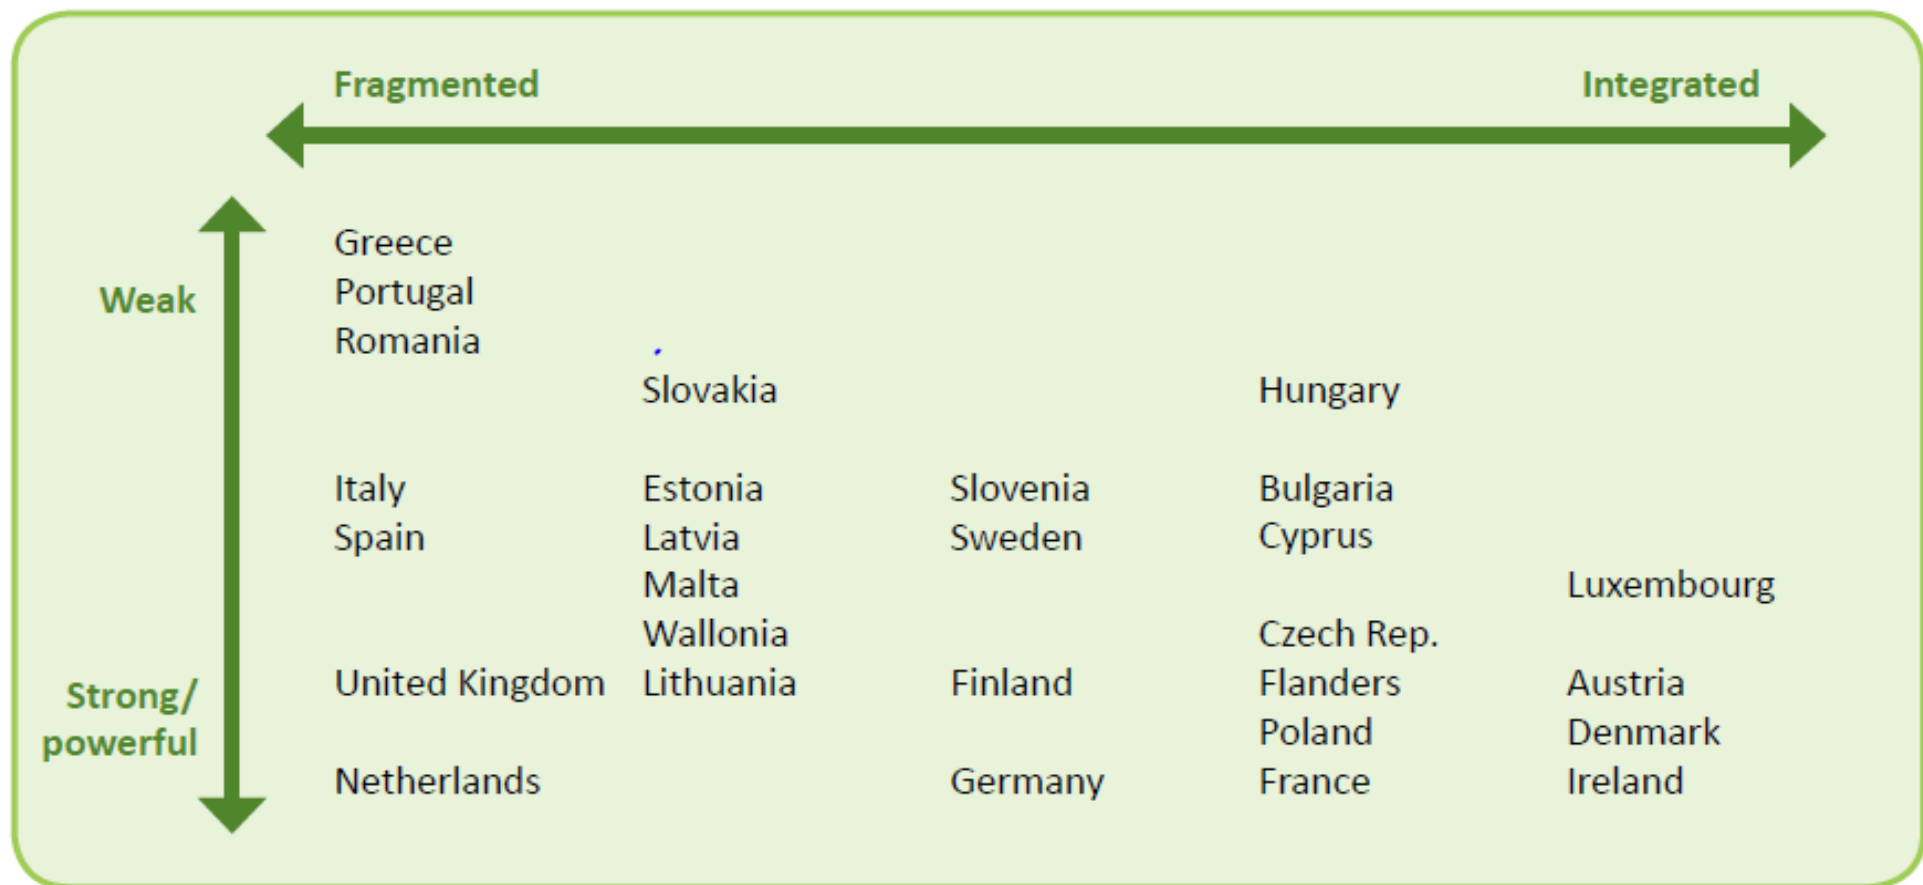 Fragmented Integrated
Weak
Greece
Portugal
Romania
Slovakia Hungary
Italy Estonia Slovenia Bulgaria
Spain Latvia Sweden Cyprus
Malta Luxembourg
Wallonia Czech Rep.
Strong/
powerful
United Kingdom Lithuania Finland Flanders Austria
Poland Denmark
Netherlands Germany France Ireland